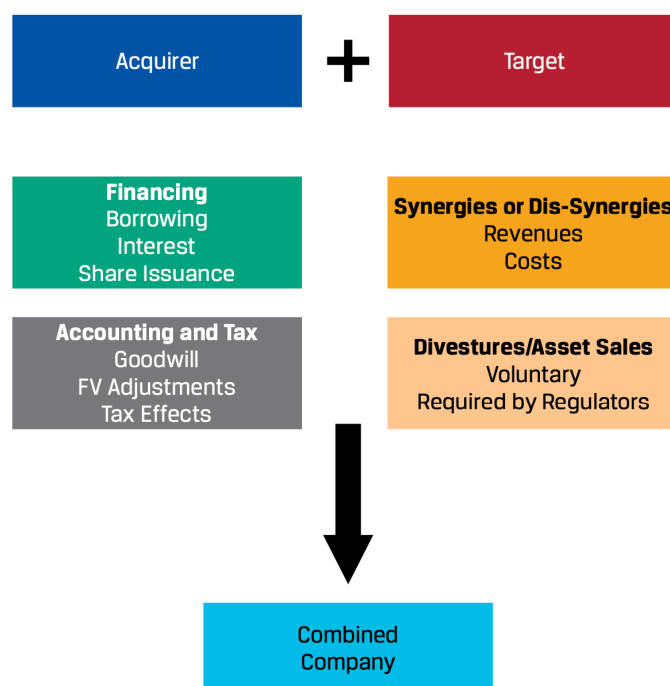 Acquirer
+
Target
Financing
Borrowing
Interest
Share Issuance
Synergies or Dis-Synergies
Revenues
Costs
Accounting and Tax
Goodwill
FV Adjustments
Tax Effects
Divestures/Asset Sales
Voluntary
Required by Regulators
Combined
Company